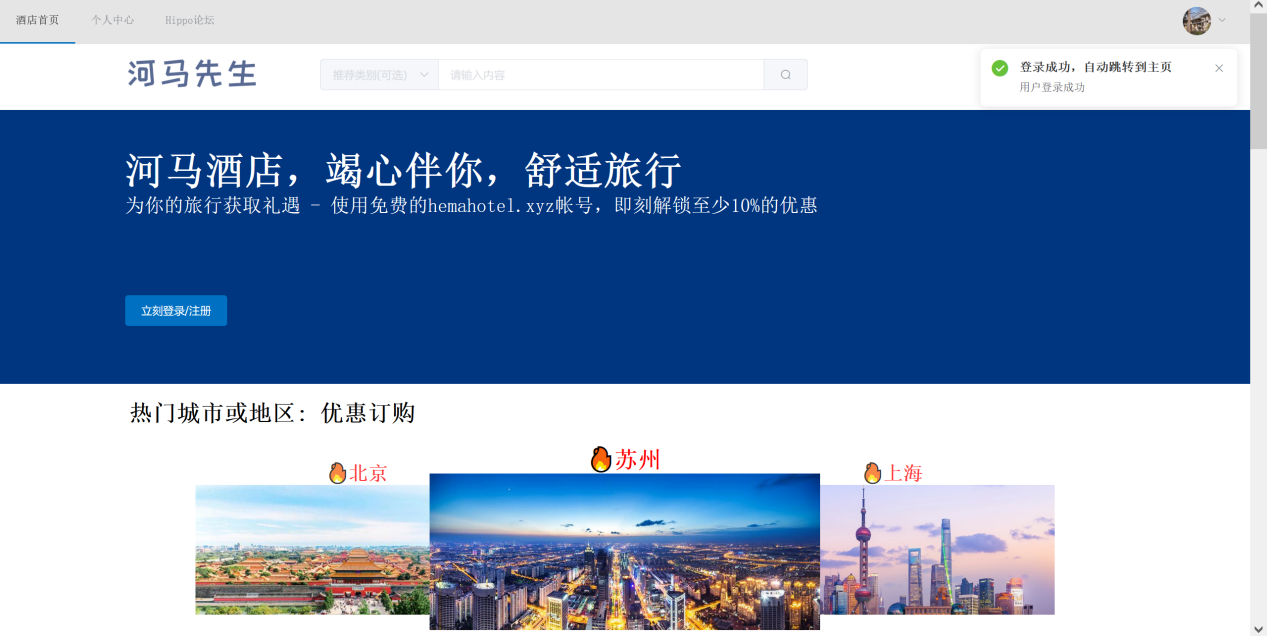 酒店首页 个人中心 Hippo论坛
河马先生 推荐类别(可选) 请输入内容
登录成功，自动跳转到主页
用户登录成功
河马酒店，竭心伴你，舒适旅行
为你的旅行获取礼遇 - 使用免费的hemahotel.xyz帐号，即刻解锁至少10%的优惠
立刻登录/注册
热门城市或地区：优惠订购
北京 苏州 上海